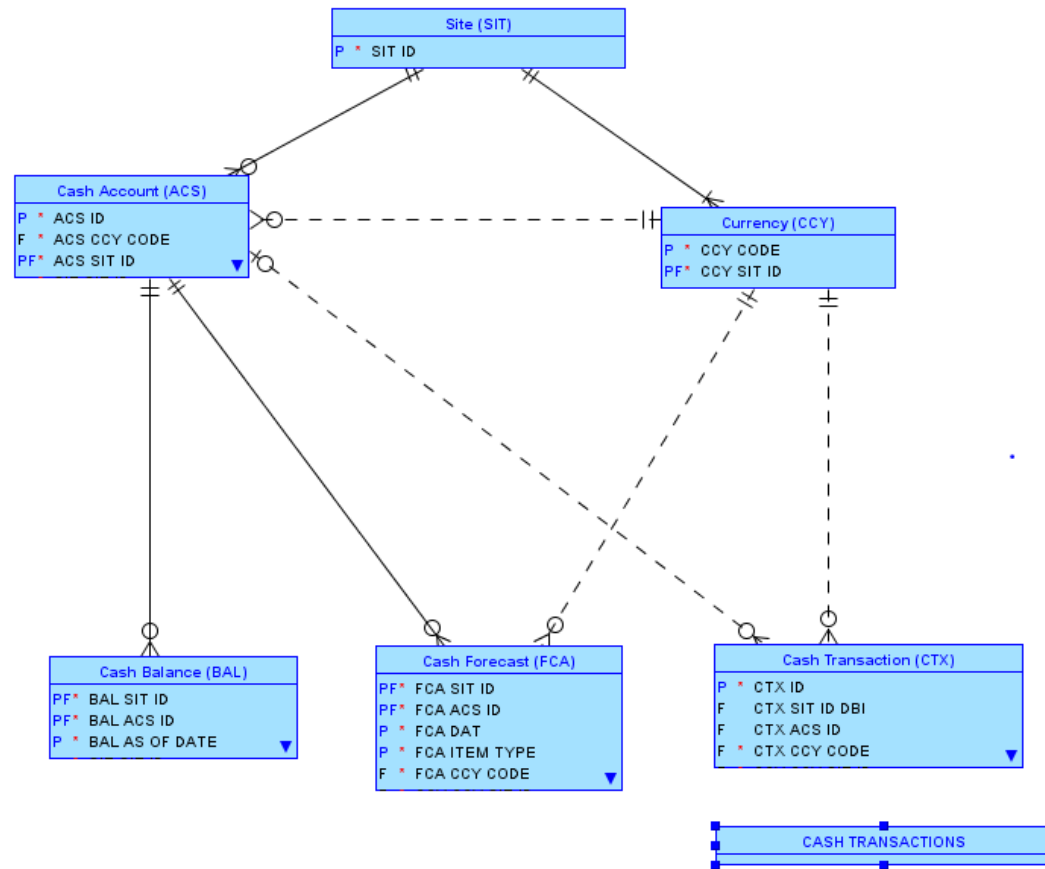 Site (SIT)
P * SIT ID
Cash Account (ACS)
P * ACS ID
F * ACS CCY CODE
PF* ACS SIT ID
Currency (CCY)
P * CCY CODE
PF* CCY SIT ID
Cash Balance (BAL)
PF* BAL SIT ID
PF* BAL ACS ID
P * BAL AS OF DATE
Cash Forecast (FCA)
PF* FCA SIT ID
PF* FCA ACS ID
P * FCA DAT
P * FCA ITEM TYPE
F * FCA CCY CODE
Cash Transaction (CTX)
P * CTX ID
F CTX SIT ID DBI
F CTX ACS ID
F * CTX CCY CODE
CASH TRANSACTIONS